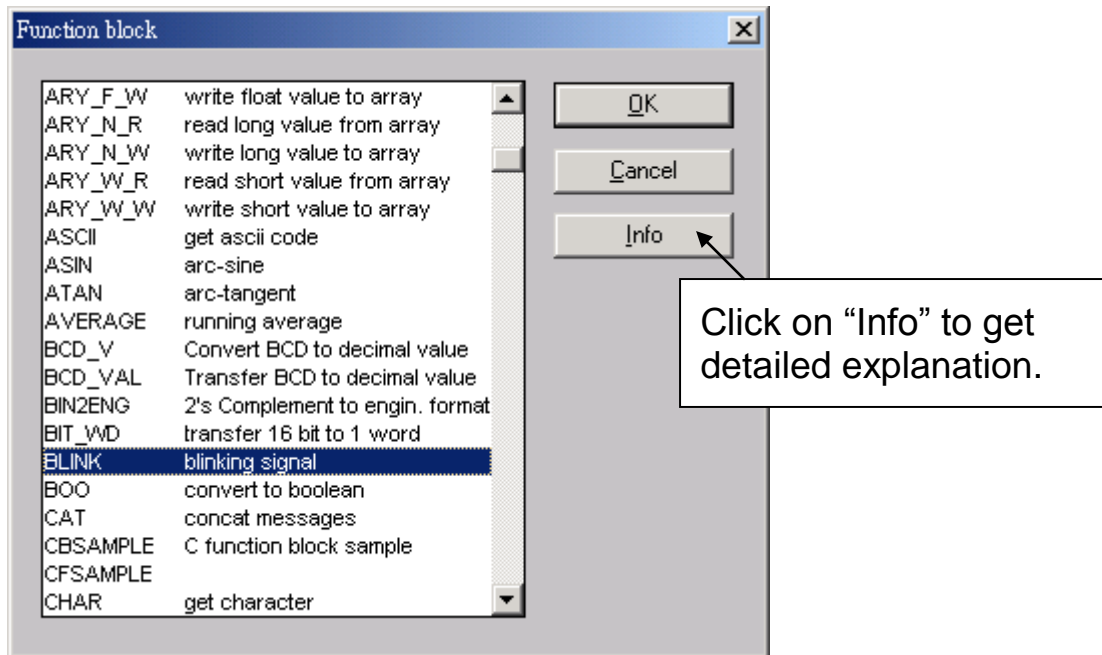 Function block
ARY_F_W write float value to array
ARY_N_R read long value from array
ARY_N_W write long value to array
ARY_W_R read short value from array
ARY_W_W write short value to array
ASCII get ascii code
ASIN arc-sine
ATAN arc-tangent
AVERAGE running average
BCD_V Convert BCD to decimal value
BCD_VAL Transfer BCD to decimal value
BIN2ENG 2's Complement to engin. format
BIT_WD transfer 16 bit to 1 word
BLINK blinking signal
BOO convert to boolean
CAT concat messages
CBSAMPLE C function block sample
CFSAMPLE
CHAR get character
OK
Cancel
Info
Click on “Info” to get
detailed explanation.